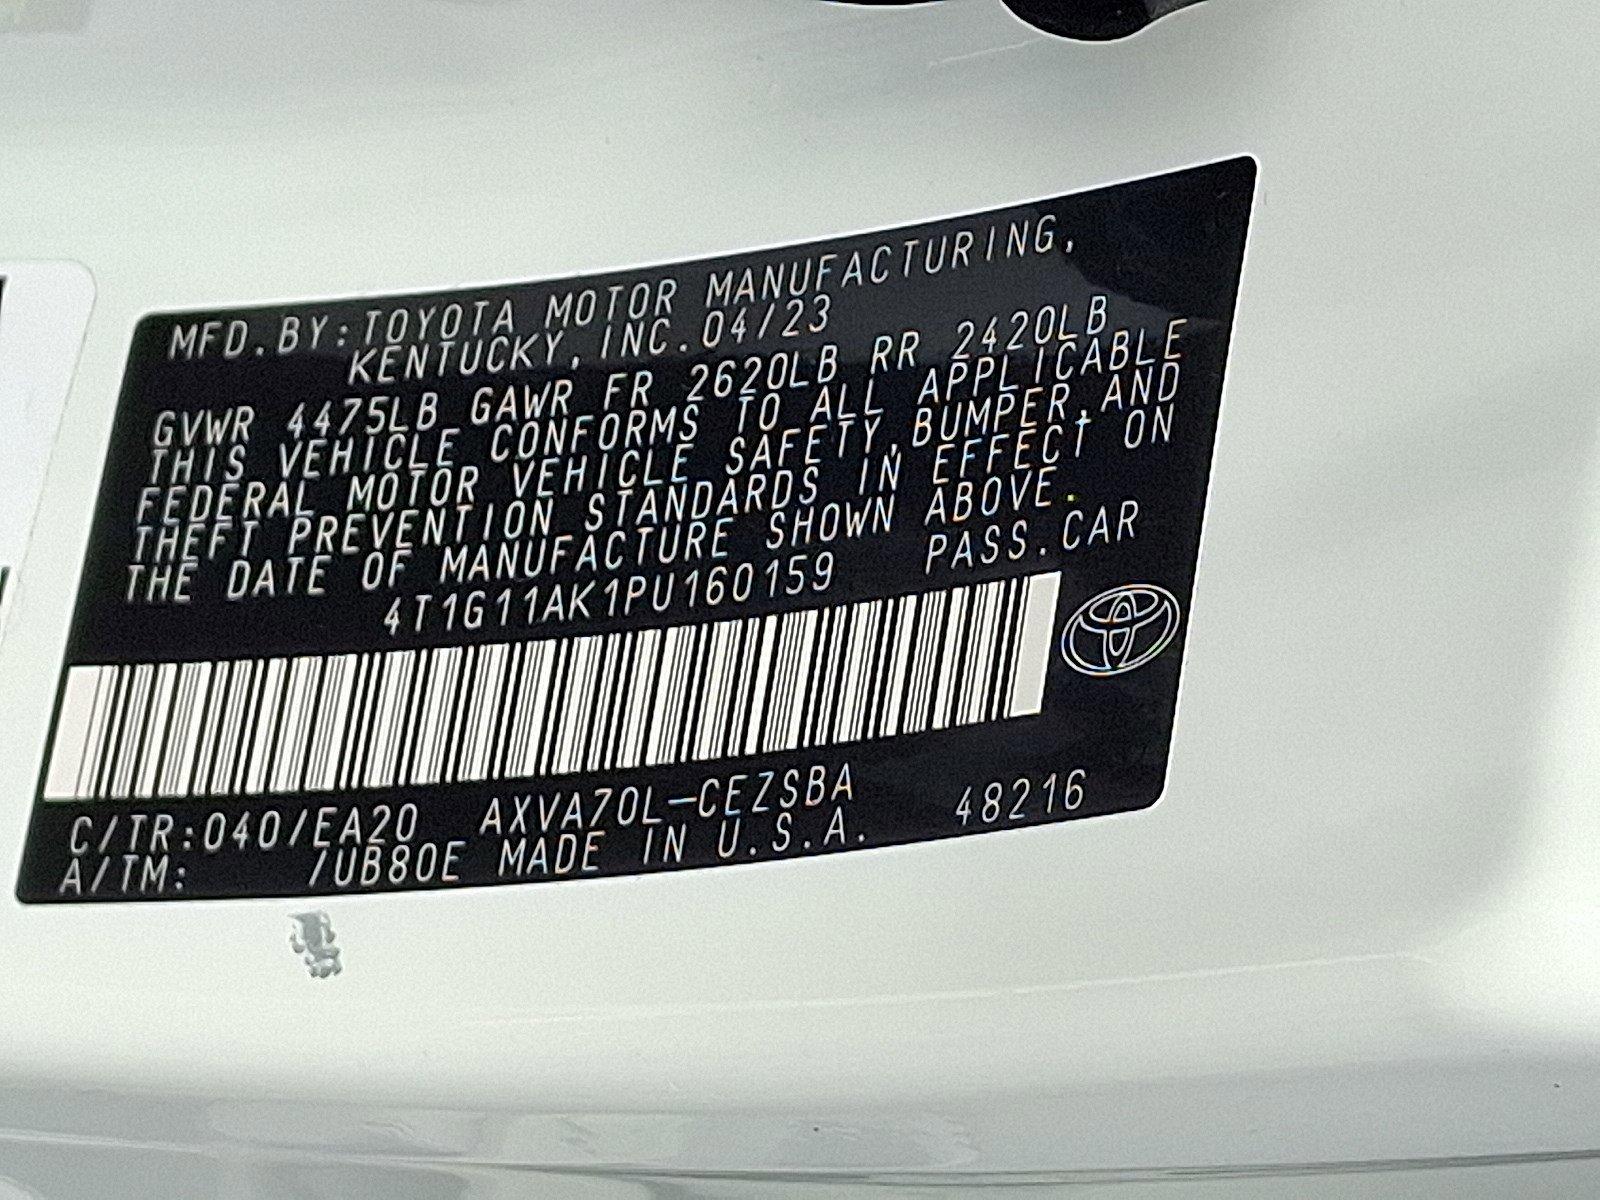 MFD.BY:TOYOTA MOTOR MANUFACTURING,
KENTUCKY, INC.04/23
GVWR 4475LB GAWR FR 2620LB RR 2420LB
THIS VEHICLE CONFORMS TO ALL APPLICABLE
FEDERAL MOTOR VEHICLE SAFETY,BUMPER,AND
THEFT PREVENTION STANDARDS IN EFFECT ON
THE DATE OF MANUFACTURE SHOWN ABOVE.
4T1G11AK1PU160159 PASS.CAR
C/TR:040/EA20 AXVA70L-CEZSBA
A/TM: /UB80E MADE IN U.S.A. 48216